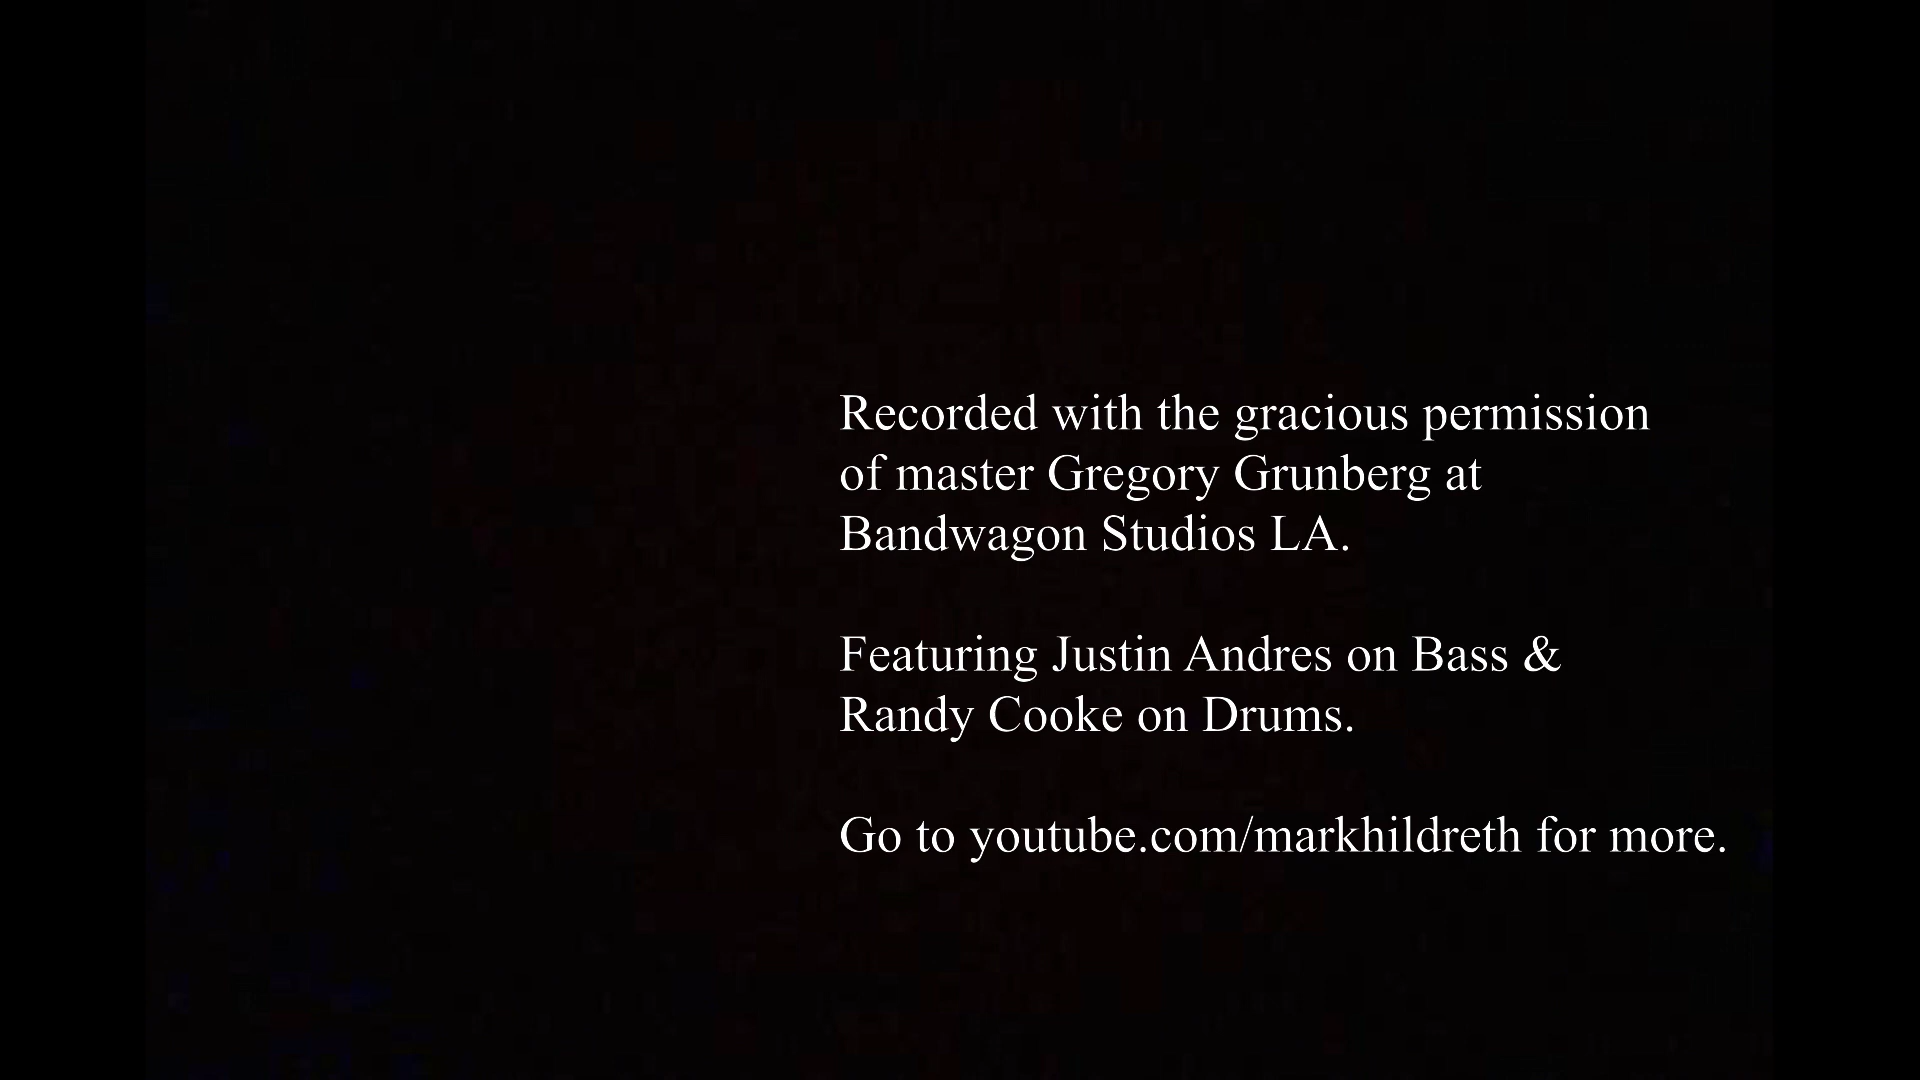 Recorded with the gracious permission
of master Gregory Grunberg at
Bandwagon Studios LA.
Featuring Justin Andres on Bass &
Randy Cooke on Drums.
Go to youtube.com/markhildreth for more.